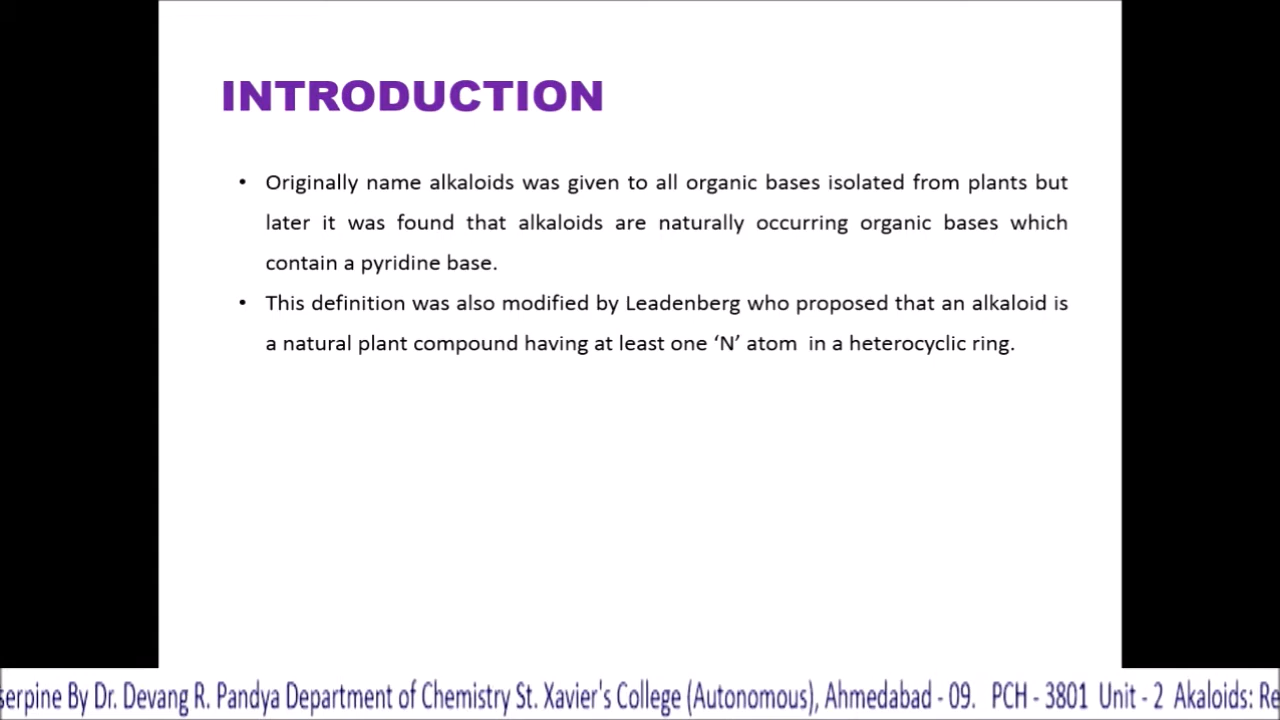 INTRODUCTION
• Originally name alkaloids was given to all organic bases isolated from plants but
later it was found that alkaloids are naturally occurring organic bases which
contain a pyridine base.
• This definition was also modified by Leadenberg who proposed that an alkaloid is
a natural plant compound having at least one ‘N’ atom in a heterocyclic ring.
serpine By Dr. Devang R. Pandya Department of Chemistry St. Xavier's College (Autonomous), Ahmedabad - 09. PCH - 3801 Unit - 2 Akaloids: Re